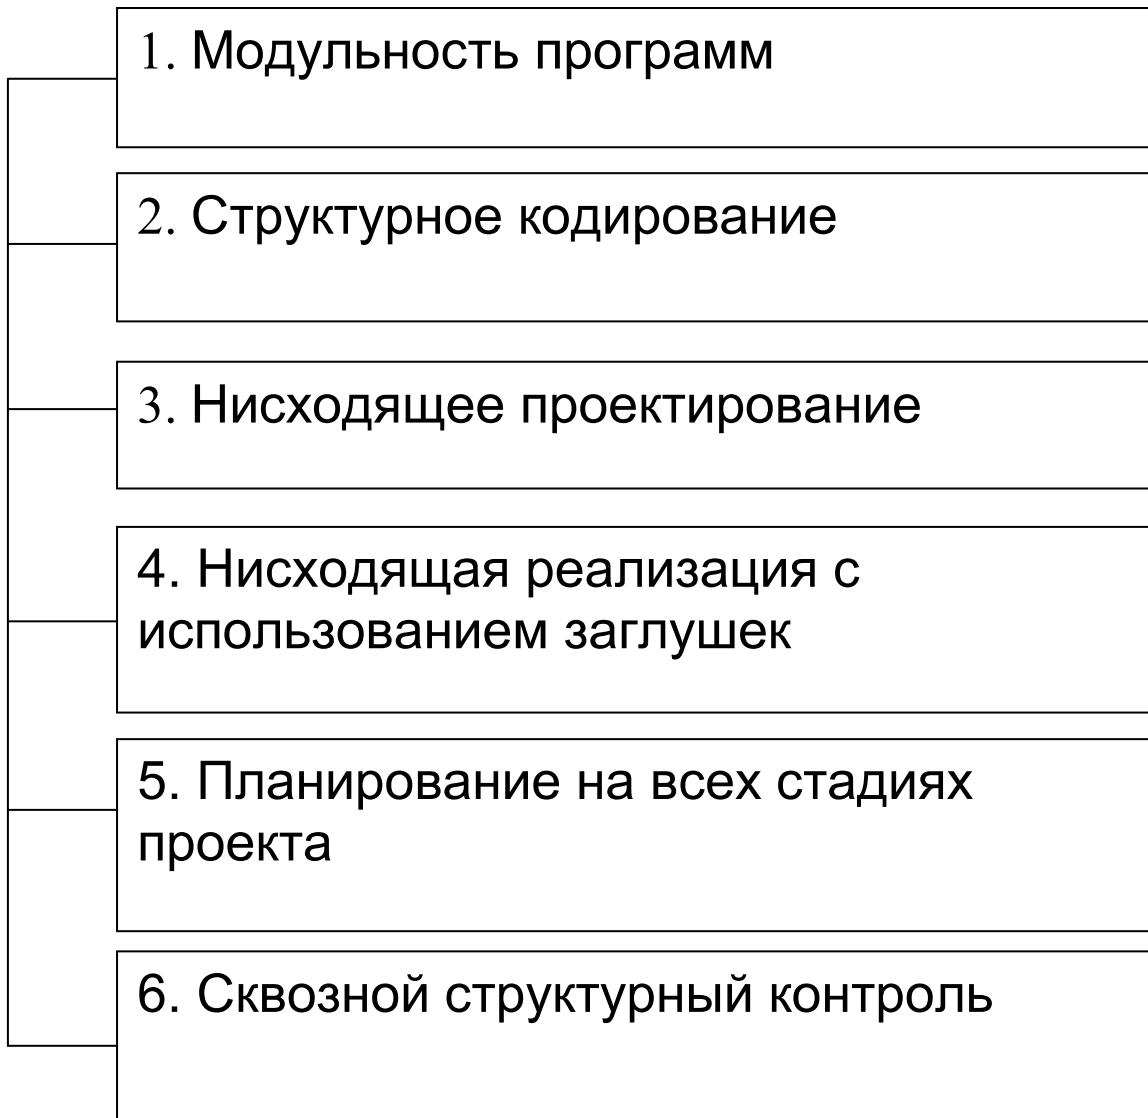 1. Модульность программ
2. Структурное кодирование
3. Нисходящее проектирование
4. Нисходящая реализация с
использованием заглушек
5. Планирование на всех стадиях
проекта
6. Сквозной структурный контроль